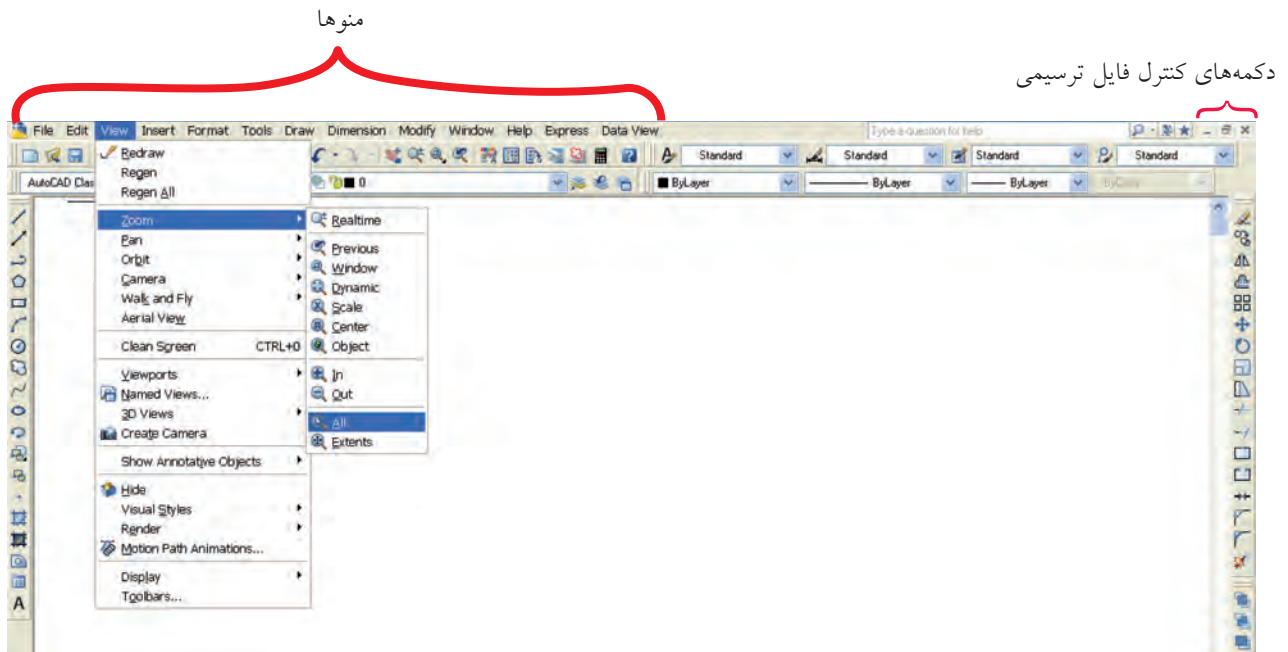 منوها
دکمه‌های کنترل فایل ترسیمی
File Edit View Insert Format Tools Draw Dimension Modify Window Help Express Data View Type a question for help
Standard Standard Standard Standard
AutoCAD Clas 0 ByLayer ByLayer ByLayer ByColor
Redraw
Regen
Regen All
Zoom
Pan
Orbit
Camera
Walk and Fly
Aerial View
Clean Screen CTRL+0
Viewports
Named Views...
3D Views
Create Camera
Show Annotative Objects
Hide
Visual Styles
Render
Motion Path Animations...
Display
Toolbars...
Realtime
Previous
Window
Dynamic
Scale
Center
Object
In
Out
All
Extents
A